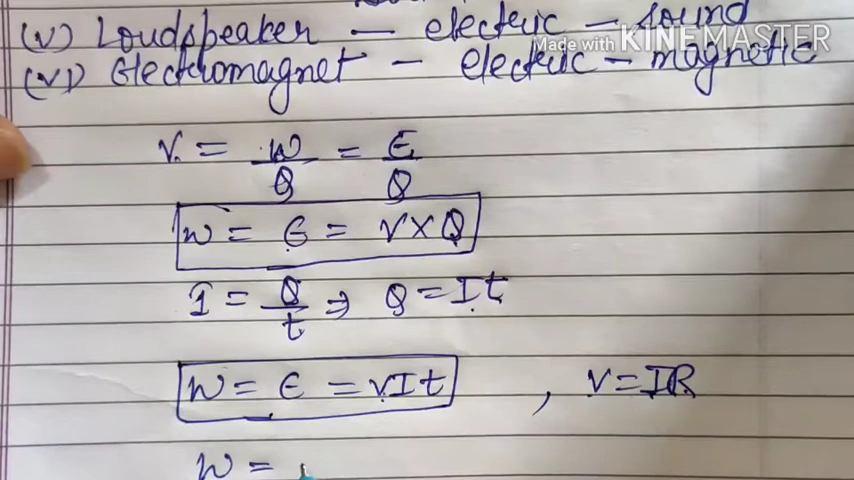 (v) Loudspeaker — electric — sound
Made with KINEMASTER
(vi) Electromagnet - electric - magnetic
V = W/Q = E/Q
W = E = V×Q
I = Q/t ⇒ Q = It
W = E = VIt , V = IR
W =